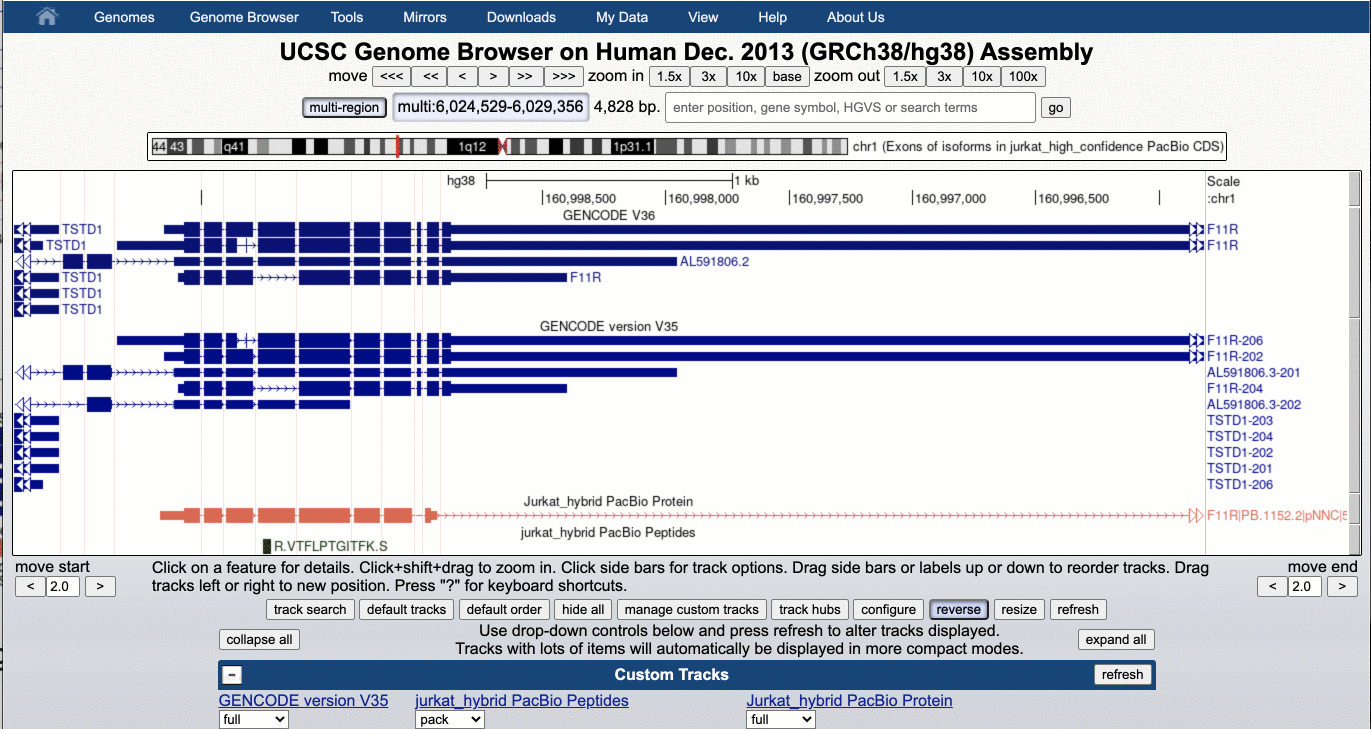 Genomes Genome Browser Tools Mirrors Downloads My Data View Help About Us
UCSC Genome Browser on Human Dec. 2013 (GRCh38/hg38) Assembly
move <<< << < > >> >>> zoom in 1.5x 3x 10x base zoom out 1.5x 3x 10x 100x
multi-region multi:6,024,529-6,029,356 4,828 bp. enter position, gene symbol, HGVS or search terms go
44 43 q41 1q12 1p31.1 chr1 (Exons of isoforms in jurkat_high_confidence PacBio CDS)
hg38 1 kb Scale
|160,998,500 |160,998,000 |160,997,500 |160,997,000 |160,996,500 :chr1
GENCODE V36
TSTD1 F11R
TSTD1 F11R
AL591806.2
TSTD1 F11R
TSTD1
TSTD1
GENCODE version V35
F11R-206
F11R-202
AL591806.3-201
F11R-204
AL591806.3-202
TSTD1-203
TSTD1-204
TSTD1-202
TSTD1-201
TSTD1-206
Jurkat_hybrid PacBio Protein
F11R|PB.1152.2|pNNC|5
jurkat_hybrid PacBio Peptides
R.VTFLPTGITFK.S
move start Click on a feature for details. Click+shift+drag to zoom in. Click side bars for track options. Drag side bars or labels up or down to reorder tracks. Drag move end
< 2.0 > tracks left or right to new position. Press "?" for keyboard shortcuts. < 2.0 >
track search default tracks default order hide all manage custom tracks track hubs configure reverse resize refresh
collapse all Use drop-down controls below and press refresh to alter tracks displayed. expand all
Tracks with lots of items will automatically be displayed in more compact modes.
- Custom Tracks refresh
GENCODE version V35 jurkat_hybrid PacBio Peptides Jurkat_hybrid PacBio Protein
full pack full